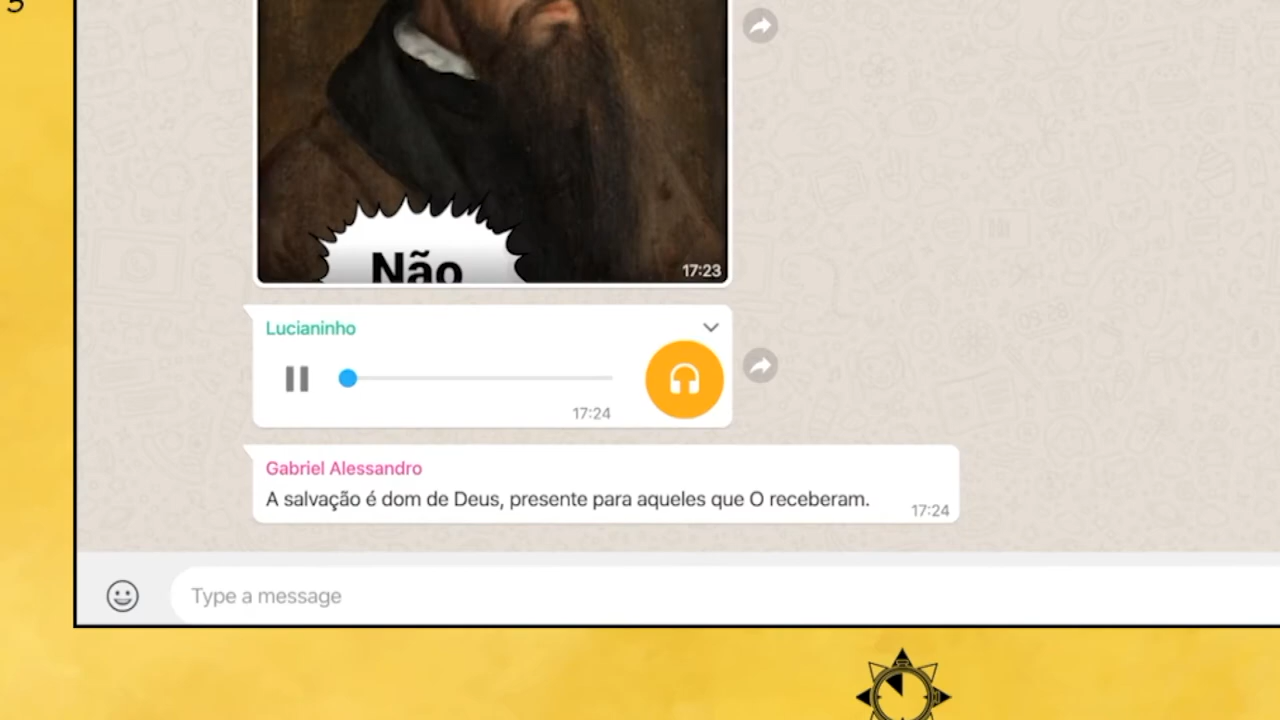 5
Não
17:23
Lucianinho
17:24
Gabriel Alessandro
A salvação é dom de Deus, presente para aqueles que O receberam.
17:24
Type a message